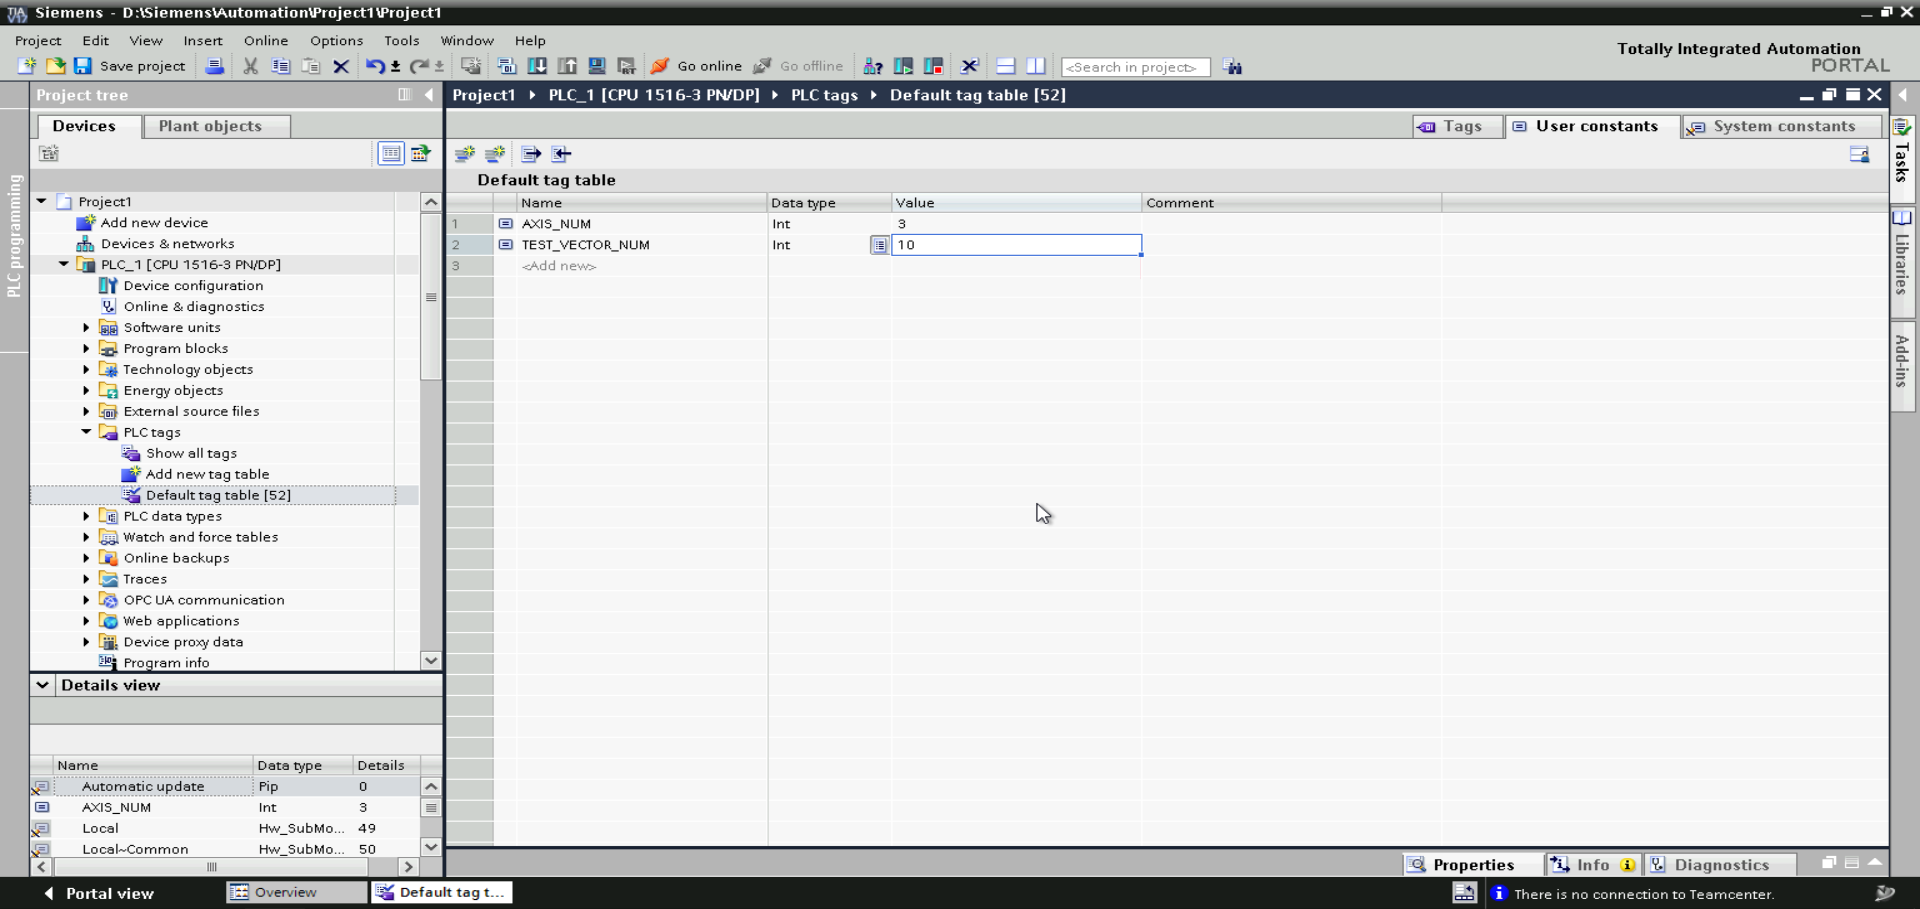 Siemens - D:\Siemens\Automation\Project1\Project1
Project Edit View Insert Online Options Tools Window Help
Totally Integrated Automation
PORTAL
Save project Go online Go offline <Search in project>
Project tree
Project1 PLC_1 [CPU 1516-3 PN/DP] PLC tags Default tag table [52]
Devices Plant objects
Tags User constants System constants
Default tag table
Name Data type Value Comment
1 AXIS_NUM Int 3
2 TEST_VECTOR_NUM Int 10
3 <Add new>
Project1
Add new device
Devices & networks
PLC_1 [CPU 1516-3 PN/DP]
Device configuration
Online & diagnostics
Software units
Program blocks
Technology objects
Energy objects
External source files
PLC tags
Show all tags
Add new tag table
Default tag table [52]
PLC data types
Watch and force tables
Online backups
Traces
OPC UA communication
Web applications
Device proxy data
Program info
PLC programming
Tasks
Libraries
Add-ins
Details view
Name Data type Details
Automatic update Pip 0
AXIS_NUM Int 3
Local Hw_SubMo... 49
Local~Common Hw_SubMo... 50
Properties Info Diagnostics
Portal view Overview Default tag t... There is no connection to Teamcenter.